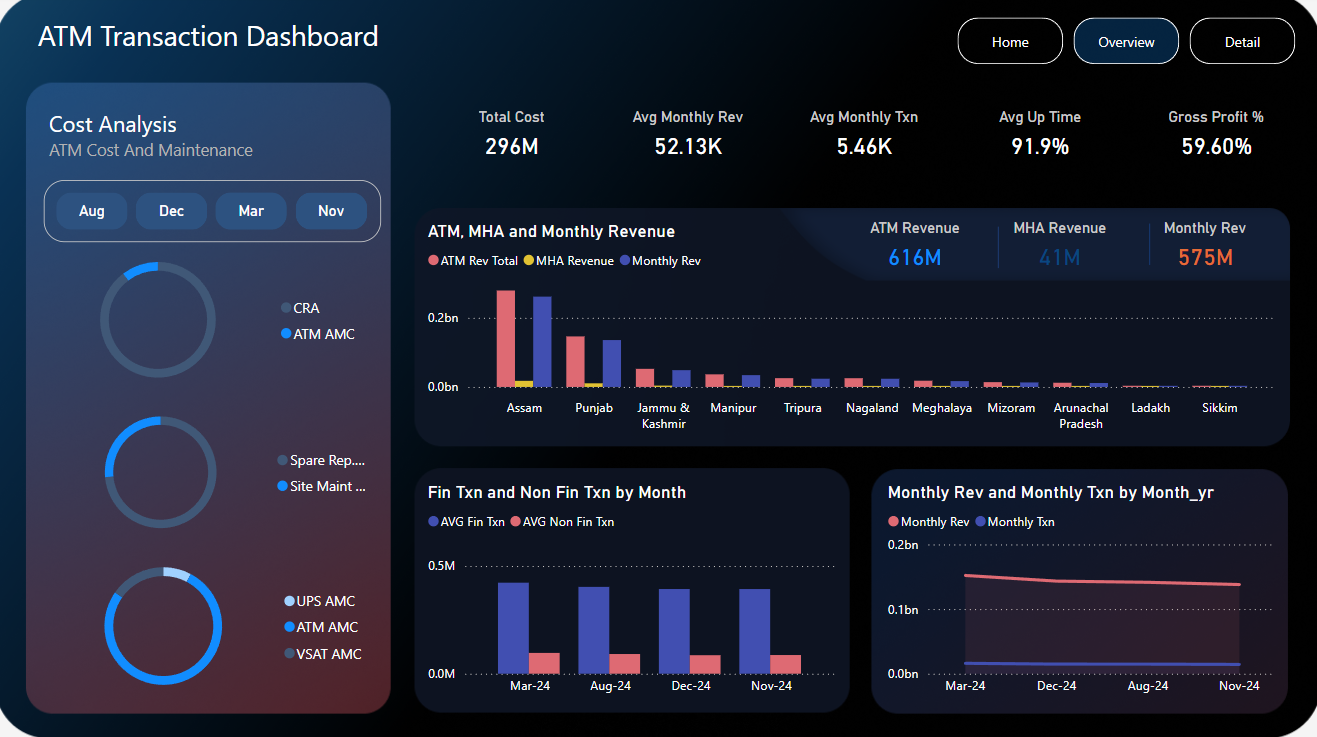 ATM Transaction Dashboard
Home
Overview
Detail
Cost Analysis
ATM Cost And Maintenance
Aug
Dec
Mar
Nov
CRA
ATM AMC
Spare Rep....
Site Maint ...
UPS AMC
ATM AMC
VSAT AMC
Total Cost
296M
Avg Monthly Rev
52.13K
Avg Monthly Txn
5.46K
Avg Up Time
91.9%
Gross Profit %
59.60%
ATM, MHA and Monthly Revenue
ATM Rev Total
MHA Revenue
Monthly Rev
ATM Revenue
616M
MHA Revenue
41M
Monthly Rev
575M
0.2bn
0.0bn
Assam
Punjab
Jammu &
Kashmir
Manipur
Tripura
Nagaland
Meghalaya
Mizoram
Arunachal
Pradesh
Ladakh
Sikkim
Fin Txn and Non Fin Txn by Month
AVG Fin Txn
AVG Non Fin Txn
0.5M
0.0M
Mar-24
Aug-24
Dec-24
Nov-24
Monthly Rev and Monthly Txn by Month_yr
Monthly Rev
Monthly Txn
0.2bn
0.1bn
0.0bn
Mar-24
Dec-24
Aug-24
Nov-24